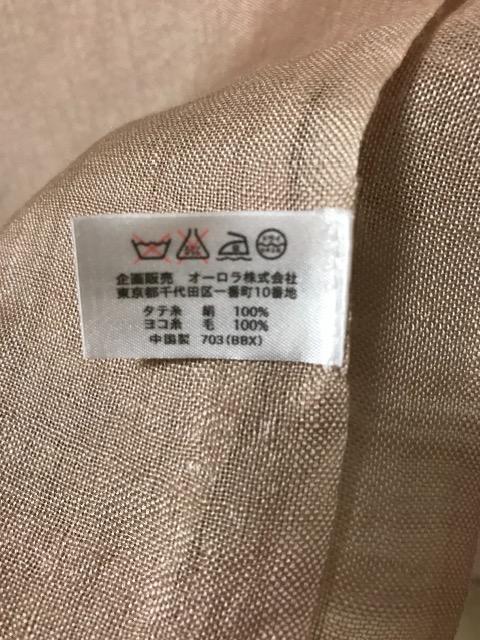 企画販売 オーロラ株式会社
東京都千代田区一番町10番地
タテ糸 絹 100%
ヨコ糸 毛 100%
中国製 703(BBX)